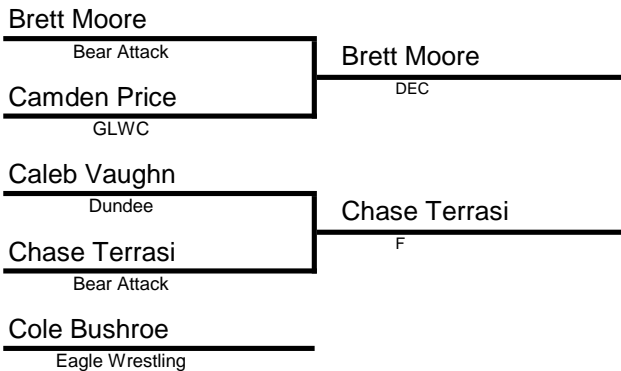 Brett Moore
Bear Attack
Brett Moore
DEC
Camden Price
GLWC
Caleb Vaughn
Dundee
Chase Terrasi
F
Chase Terrasi
Bear Attack
Cole Bushroe
Eagle Wrestling